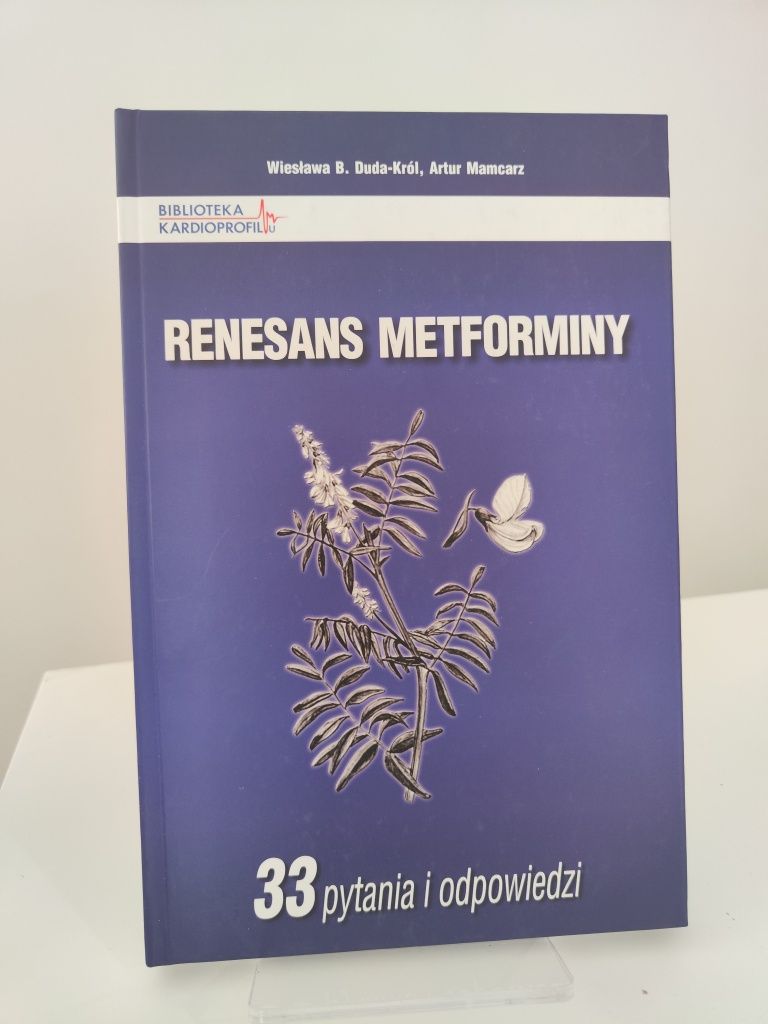 Wiesława B. Duda-Król, Artur Mamcarz
BIBLIOTEKA
KARDIOPROFILU
RENESANS METFORMINY
33 pytania i odpowiedzi